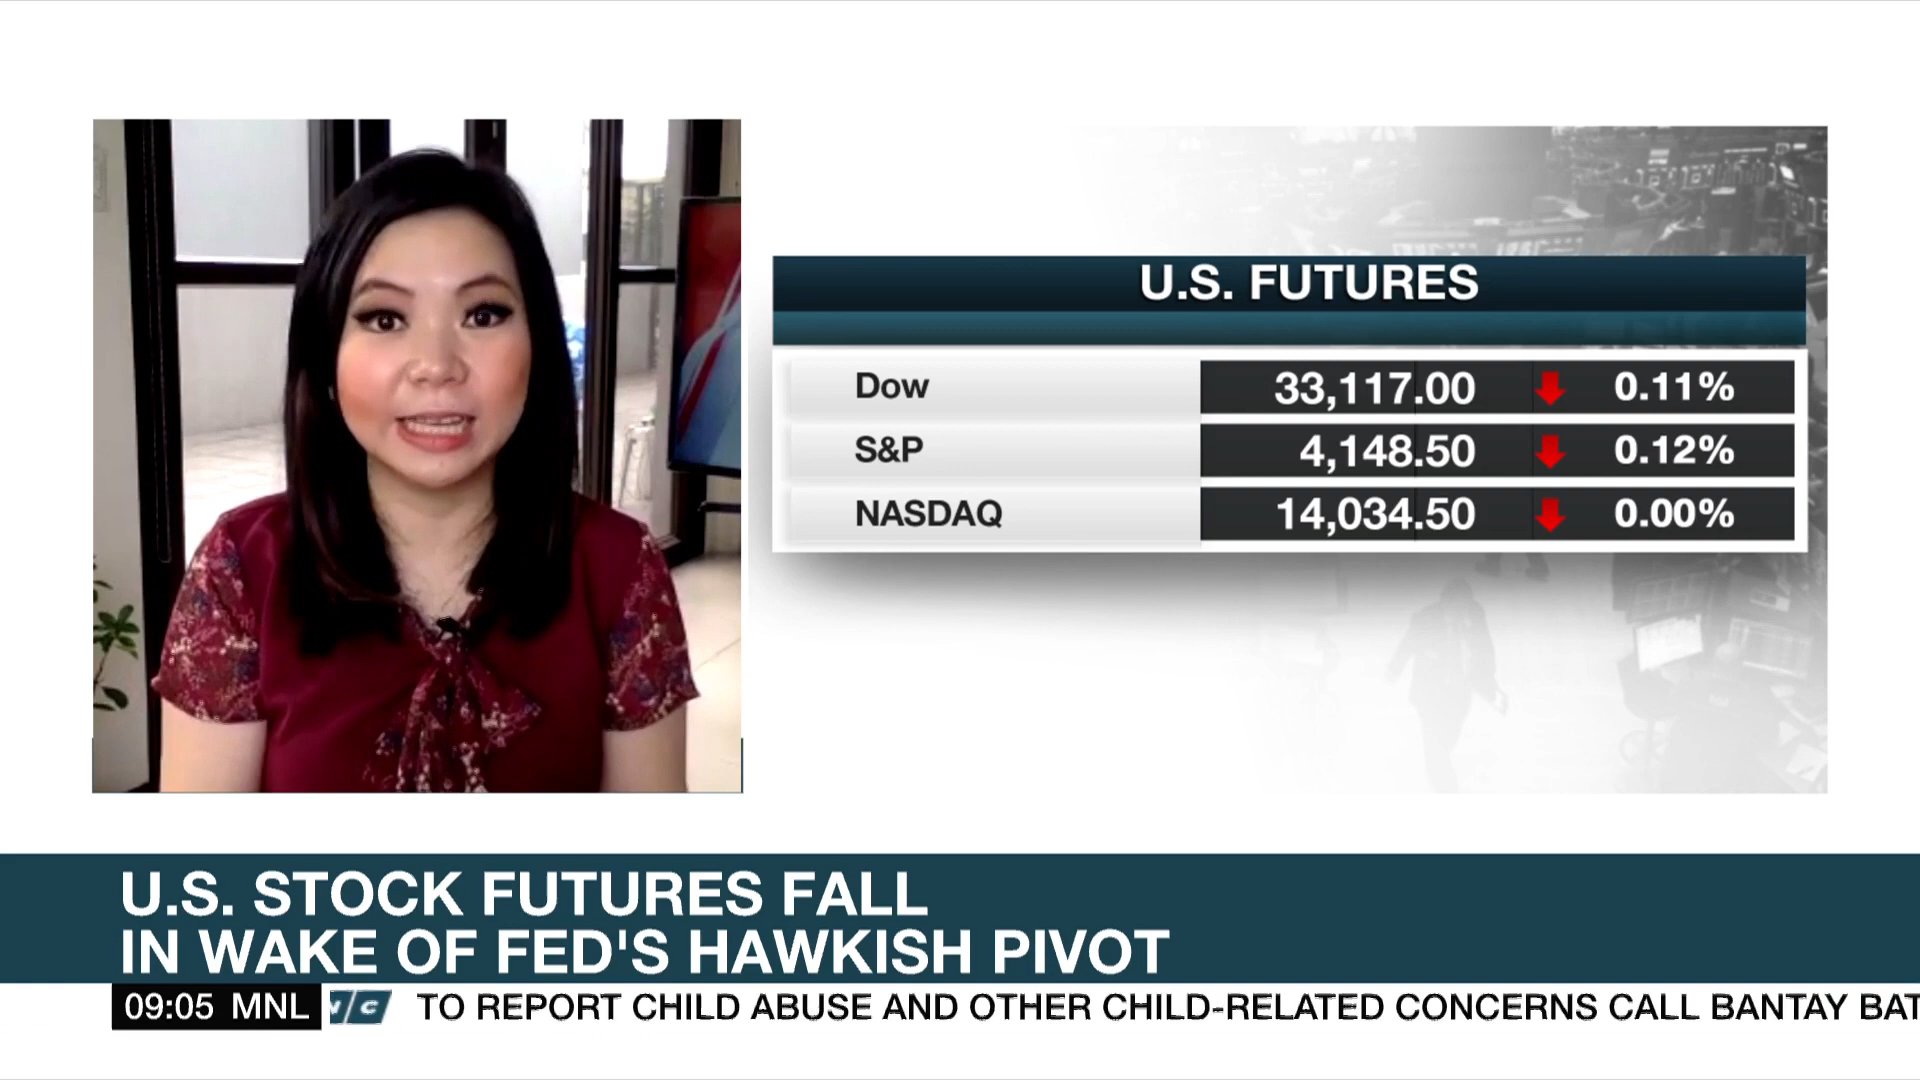 U.S. FUTURES
Dow 33,117.00 0.11%
S&P 4,148.50 0.12%
NASDAQ 14,034.50 0.00%
U.S. STOCK FUTURES FALL
IN WAKE OF FED'S HAWKISH PIVOT
09:05 MNL TO REPORT CHILD ABUSE AND OTHER CHILD-RELATED CONCERNS CALL BANTAY BAT